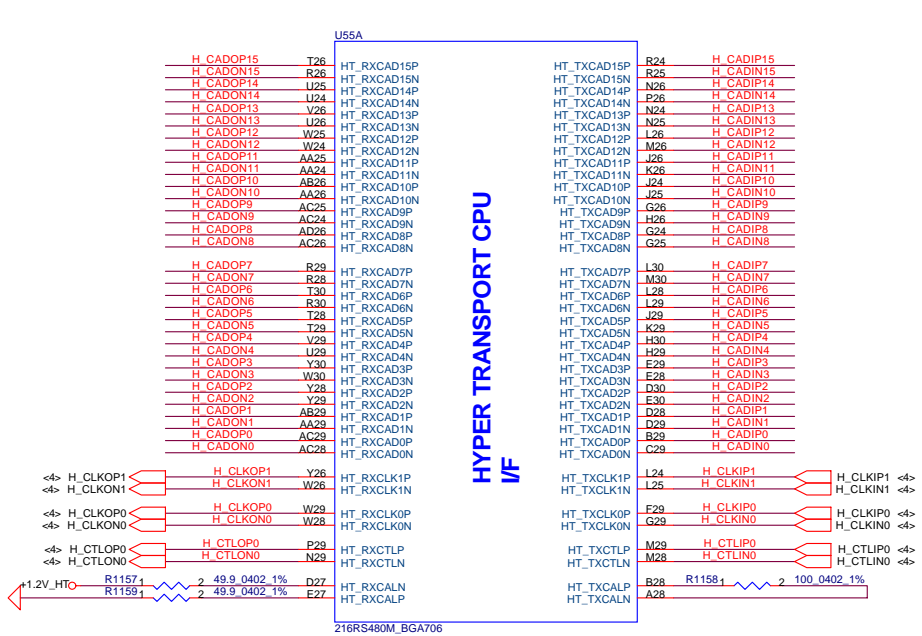 U55A
H_CADOP15 T26 HT_RXCAD15P HT_TXCAD15P R24 H_CADIP15
H_CADON15 R26 HT_RXCAD15N HT_TXCAD15N R25 H_CADIN15
H_CADOP14 U25 HT_RXCAD14P HT_TXCAD14P N26 H_CADIP14
H_CADON14 U24 HT_RXCAD14N HT_TXCAD14N P26 H_CADIN14
H_CADOP13 V26 HT_RXCAD13P HT_TXCAD13P N24 H_CADIP13
H_CADON13 U26 HT_RXCAD13N HT_TXCAD13N N25 H_CADIN13
H_CADOP12 W25 HT_RXCAD12P HT_TXCAD12P L26 H_CADIP12
H_CADON12 W24 HT_RXCAD12N HT_TXCAD12N M26 H_CADIN12
H_CADOP11 AA25 HT_RXCAD11P HT_TXCAD11P J26 H_CADIP11
H_CADON11 AA24 HT_RXCAD11N HT_TXCAD11N K26 H_CADIN11
H_CADOP10 AB26 HT_RXCAD10P HT_TXCAD10P J24 H_CADIP10
H_CADON10 AA26 HT_RXCAD10N HT_TXCAD10N J25 H_CADIN10
H_CADOP9 AC25 HT_RXCAD9P HT_TXCAD9P G26 H_CADIP9
H_CADON9 AC24 HT_RXCAD9N HT_TXCAD9N H26 H_CADIN9
H_CADOP8 AD26 HT_RXCAD8P HT_TXCAD8P G24 H_CADIP8
H_CADON8 AC26 HT_RXCAD8N HT_TXCAD8N G25 H_CADIN8
HYPER TRANSPORT CPU
I/F
H_CADOP7 R29 HT_RXCAD7P HT_TXCAD7P L30 H_CADIP7
H_CADON7 R28 HT_RXCAD7N HT_TXCAD7N M30 H_CADIN7
H_CADOP6 T30 HT_RXCAD6P HT_TXCAD6P L28 H_CADIP6
H_CADON6 R30 HT_RXCAD6N HT_TXCAD6N L29 H_CADIN6
H_CADOP5 T28 HT_RXCAD5P HT_TXCAD5P J29 H_CADIP5
H_CADON5 T29 HT_RXCAD5N HT_TXCAD5N K29 H_CADIN5
H_CADOP4 V29 HT_RXCAD4P HT_TXCAD4P H30 H_CADIP4
H_CADON4 U29 HT_RXCAD4N HT_TXCAD4N H29 H_CADIN4
H_CADOP3 Y30 HT_RXCAD3P HT_TXCAD3P E29 H_CADIP3
H_CADON3 W30 HT_RXCAD3N HT_TXCAD3N E28 H_CADIN3
H_CADOP2 Y28 HT_RXCAD2P HT_TXCAD2P D30 H_CADIP2
H_CADON2 Y29 HT_RXCAD2N HT_TXCAD2N E30 H_CADIN2
H_CADOP1 AB29 HT_RXCAD1P HT_TXCAD1P D28 H_CADIP1
H_CADON1 AA29 HT_RXCAD1N HT_TXCAD1N D29 H_CADIN1
H_CADOP0 AC29 HT_RXCAD0P HT_TXCAD0P B29 H_CADIP0
H_CADON0 AC28 HT_RXCAD0N HT_TXCAD0N C29 H_CADIN0
<4> H_CLKOP1 H_CLKOP1 Y26 HT_RXCLK1P HT_TXCLK1P L24 H_CLKIP1 H_CLKIP1 <4>
<4> H_CLKON1 H_CLKON1 W26 HT_RXCLK1N HT_TXCLK1N L25 H_CLKIN1 H_CLKIN1 <4>
<4> H_CLKOP0 H_CLKOP0 W29 HT_RXCLK0P HT_TXCLK0P F29 H_CLKIP0 H_CLKIP0 <4>
<4> H_CLKON0 H_CLKON0 W28 HT_RXCLK0N HT_TXCLK0N G29 H_CLKIN0 H_CLKIN0 <4>
<4> H_CTLOP0 H_CTLOP0 P29 HT_RXCTLP HT_TXCTLP M29 H_CTLIP0 H_CTLIP0 <4>
<4> H_CTLON0 H_CTLON0 N29 HT_RXCTLN HT_TXCTLN M28 H_CTLIN0 H_CTLIN0 <4>
+1.2V_HT R1157 1 2 49.9_0402_1% D27 HT_RXCALN HT_TXCALP B28 R1158 1 2 100_0402_1%
R1159 1 2 49.9_0402_1% E27 HT_RXCALP HT_TXCALN A28
216RS480M_BGA706